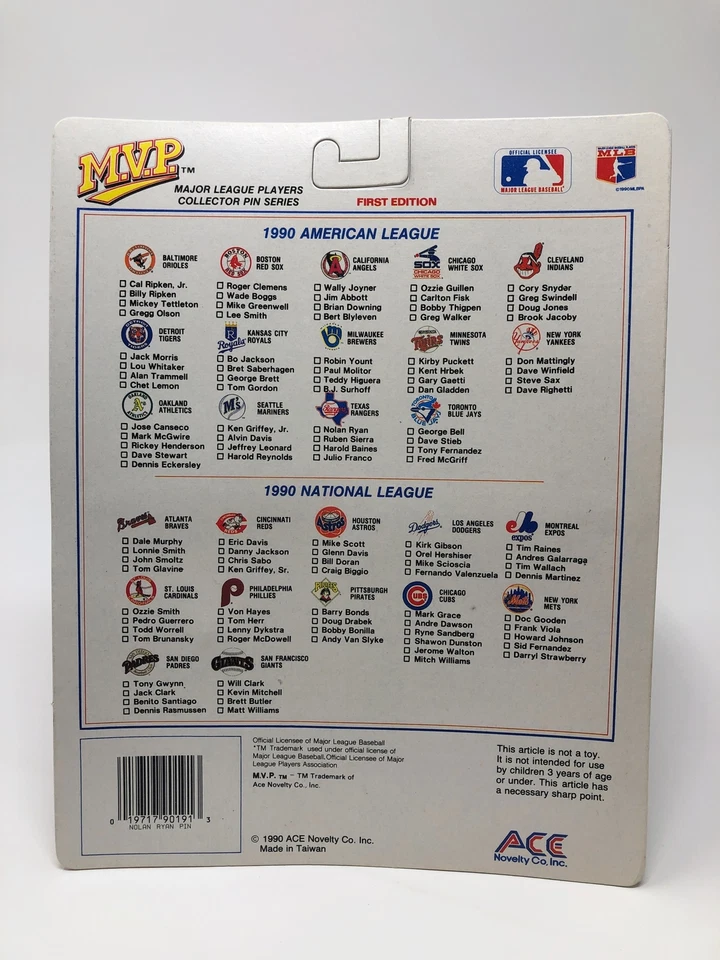 M.V.P. TM
MAJOR LEAGUE PLAYERS
COLLECTOR PIN SERIES
FIRST EDITION
OFFICIAL LICENSEE
MAJOR LEAGUE BASEBALL
MLB
1990 AMERICAN LEAGUE
BALTIMORE
ORIOLES
Cal Ripken, Jr.
Billy Ripken
Mickey Tettleton
Gregg Olson
BOSTON
RED SOX
Roger Clemens
Wade Boggs
Mike Greenwell
Lee Smith
CALIFORNIA
ANGELS
Wally Joyner
Jim Abbott
Brian Downing
Bert Blyleven
SOX
CHICAGO
WHITE SOX
Ozzie Guillen
Carlton Fisk
Bobby Thigpen
Greg Walker
CLEVELAND
INDIANS
Cory Snyder
Greg Swindell
Doug Jones
Brook Jacoby
DETROIT
TIGERS
Jack Morris
Lou Whitaker
Alan Trammell
Chet Lemon
Royals
KANSAS CITY
ROYALS
Bo Jackson
Bret Saberhagen
George Brett
Tom Gordon
MILWAUKEE
BREWERS
Robin Yount
Paul Molitor
Teddy Higuera
B.J. Surhoff
Twins
MINNESOTA
TWINS
Kirby Puckett
Kent Hrbek
Gary Gaetti
Dan Gladden
NEW YORK
YANKEES
Don Mattingly
Dave Winfield
Steve Sax
Dave Righetti
OAKLAND
ATHLETICS
Jose Canseco
Mark McGwire
Rickey Henderson
Dave Stewart
Dennis Eckersley
SEATTLE
MARINERS
Ken Griffey, Jr.
Alvin Davis
Jeffrey Leonard
Harold Reynolds
TEXAS
RANGERS
Nolan Ryan
Ruben Sierra
Harold Baines
Julio Franco
TORONTO
BLUE JAYS
George Bell
Dave Stieb
Tony Fernandez
Fred McGriff
1990 NATIONAL LEAGUE
Braves
ATLANTA
BRAVES
Dale Murphy
Lonnie Smith
John Smoltz
Tom Glavine
CINCINNATI
REDS
Eric Davis
Danny Jackson
Chris Sabo
Ken Griffey, Sr.
Astros
HOUSTON
ASTROS
Mike Scott
Glenn Davis
Bill Doran
Craig Biggio
Dodgers
LOS ANGELES
DODGERS
Kirk Gibson
Orel Hershiser
Mike Scioscia
Fernando Valenzuela
expos
MONTREAL
EXPOS
Tim Raines
Andres Galarraga
Tim Wallach
Dennis Martinez
ST. LOUIS
CARDINALS
Ozzie Smith
Pedro Guerrero
Todd Worrell
Tom Brunansky
PHILADELPHIA
PHILLIES
Von Hayes
Tom Herr
Lenny Dykstra
Roger McDowell
PITTSBURGH
PIRATES
Barry Bonds
Doug Drabek
Bobby Bonilla
Andy Van Slyke
CUBS
CHICAGO
CUBS
Mark Grace
Andre Dawson
Ryne Sandberg
Shawon Dunston
Jerome Walton
Mitch Williams
Mets
NEW YORK
METS
Doc Gooden
Frank Viola
Howard Johnson
Sid Fernandez
Darryl Strawberry
PADRES
SAN DIEGO
PADRES
Tony Gwynn
Jack Clark
Benito Santiago
Dennis Rasmussen
GIANTS
SAN FRANCISCO
GIANTS
Will Clark
Kevin Mitchell
Brett Butler
Matt Williams
0 19717 90191 3
NOLAN RYAN PIN
Official Licensee of Major League Baseball
"TM Trademark used under official license of
Major League Baseball. Official Licensee of Major
League Players Association
M.V.P. TM - TM Trademark of
Ace Novelty Co., Inc.
© 1990 ACE Novelty Co. Inc.
Made in Taiwan
This article is not a toy.
It is not intended for use
by children 3 years of age
or under. This article has
a necessary sharp point.
ACE
Novelty Co, Inc.